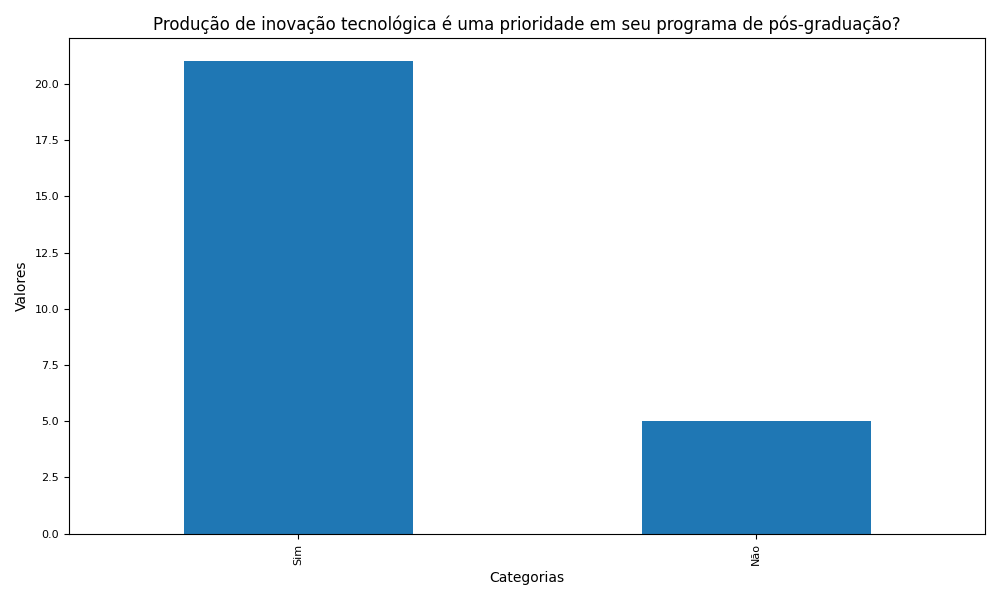 Produção de inovação tecnológica é uma prioridade em seu programa de pós-graduação?
Valores
20.0
17.5
15.0
12.5
10.0
7.5
5.0
2.5
0.0
Sim
Não
Categorias